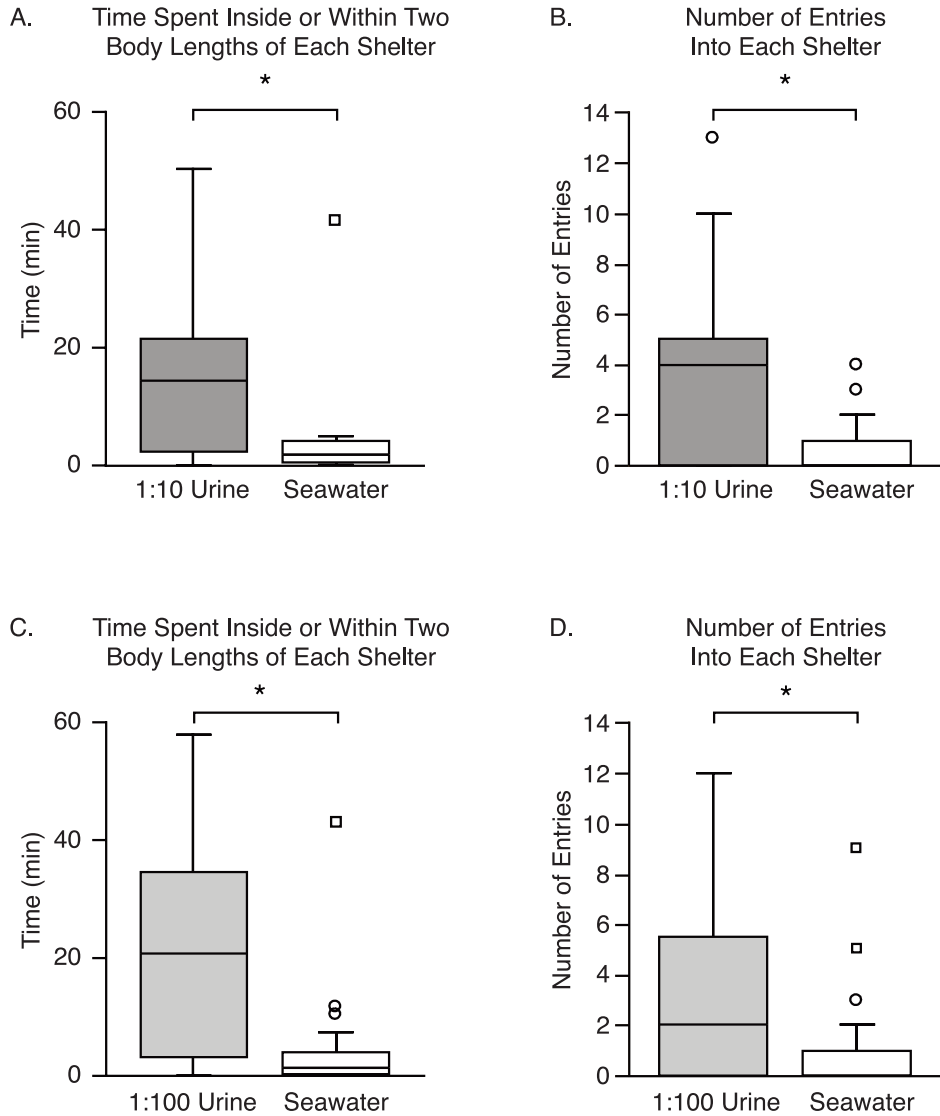 A. Time Spent Inside or Within Two
Body Lengths of Each Shelter
*
60
40
20
0
Time (min)
1:10 Urine Seawater
B. Number of Entries
Into Each Shelter
*
14
12
10
8
6
4
2
0
Number of Entries
1:10 Urine Seawater
C. Time Spent Inside or Within Two
Body Lengths of Each Shelter
*
60
40
20
0
Time (min)
1:100 Urine Seawater
D. Number of Entries
Into Each Shelter
*
14
12
10
8
6
4
2
0
Number of Entries
1:100 Urine Seawater